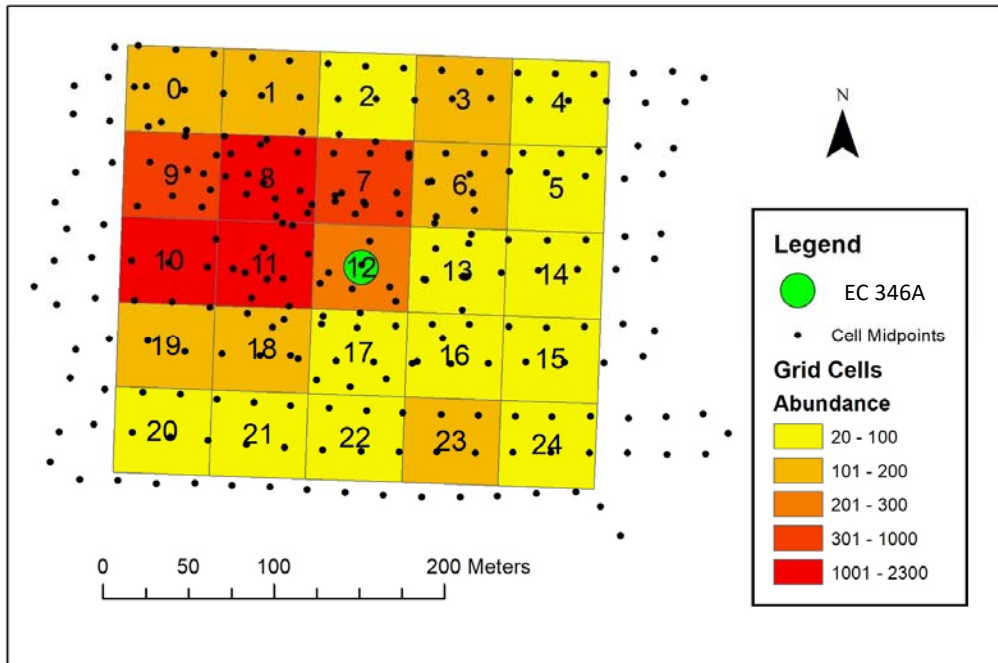 0 1 2 3 4
9 8 7 6 5
10 11 12 13 14
19 18 17 16 15
20 21 22 23 24
0 50 100 200 Meters
N
Legend
EC 346A
Cell Midpoints
Grid Cells
Abundance
20 - 100
101 - 200
201 - 300
301 - 1000
1001 - 2300